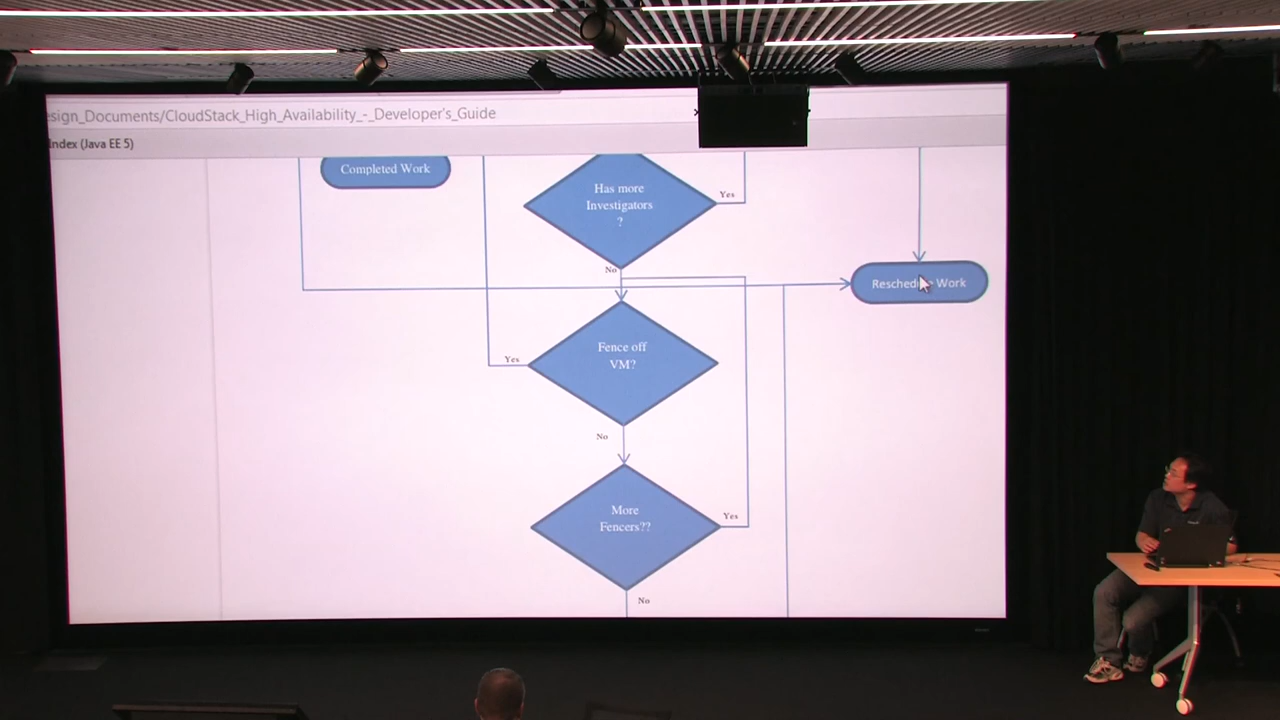 esign_Documents/CloudStack_High_Availability_-_Developer's_Guide
Index (Java EE 5)
Completed Work
Has more
Investigators
?
Yes
No
Work
Fence off
VM?
Yes
No
More
Fencers??
Yes
No